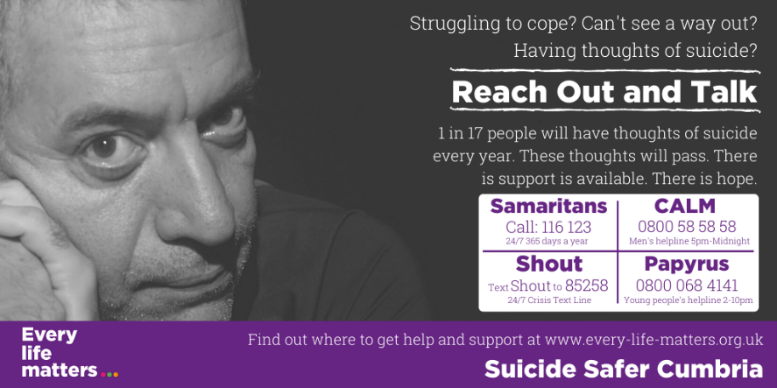 Struggling to cope? Can't see a way out?
Having thoughts of suicide?
Reach Out and Talk
1 in 17 people will have thoughts of suicide
every year. These thoughts will pass. There
is support is available. There is hope.
Samaritans
Call: 116 123
24/7 365 days a year
CALM
0800 58 58 58
Men's helpline 5pm-Midnight
Shout
Text Shout to 85258
24/7 Crisis Text Line
Papyrus
0800 068 4141
Young people's helpline 2-10pm
Every
life
matters...
Find out where to get help and support at www.every-life-matters.org.uk
Suicide Safer Cumbria